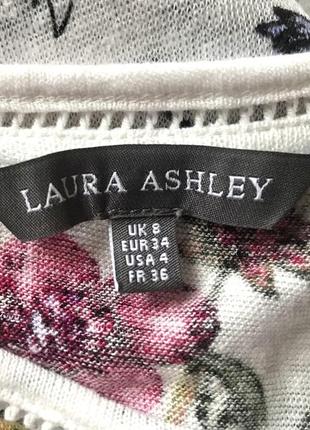 LAURA ASHLEY
UK 8
EUR 34
USA 4
FR 36